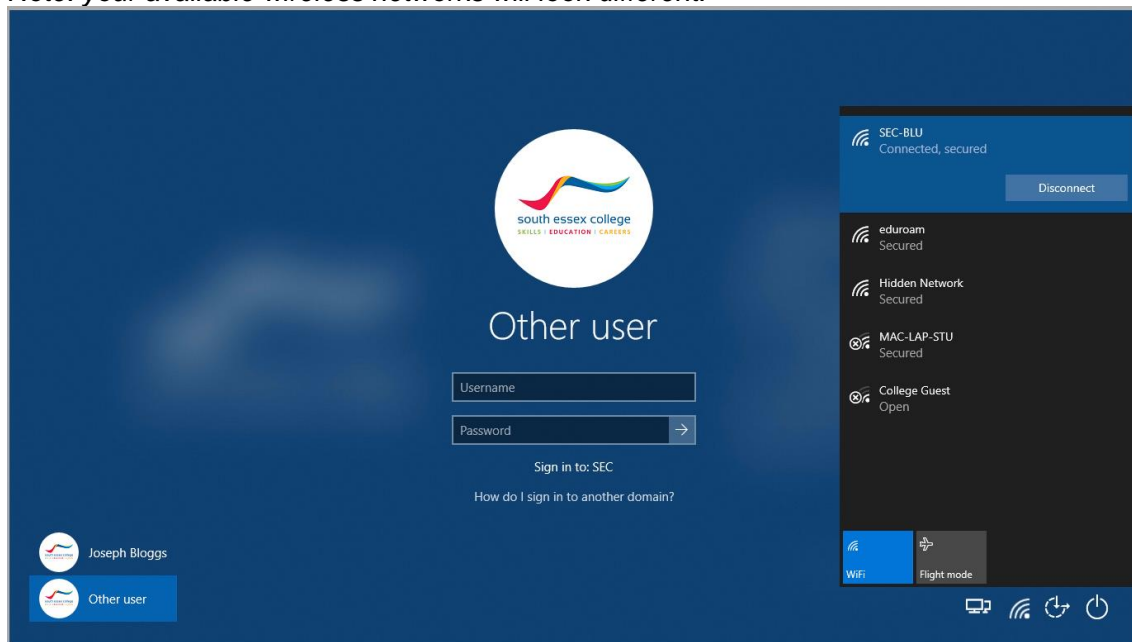 Note: your available wireless networks will look different.
south essex college
SKILLS | EDUCATION | CAREERS
Other user
Username
Password
Sign in to: SEC
How do I sign in to another domain?
Joseph Bloggs
Other user
SEC-BLU
Connected, secured
Disconnect
eduroam
Secured
Hidden Network
Secured
MAC-LAP-STU
Secured
College Guest
Open
WiFi
Flight mode